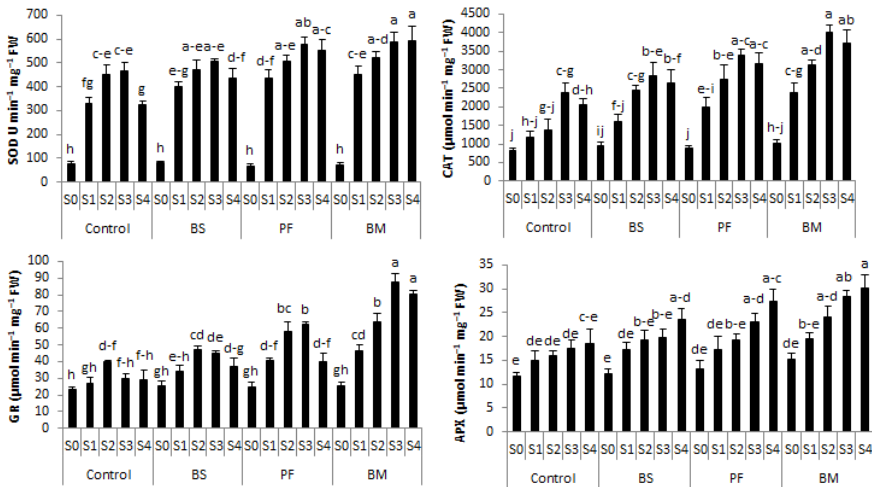 SOD U min⁻¹ mg⁻¹ FW
700
600
500
400
300
200
100
0
h fg c-e c-e g h e-g a-e a-e d-f h d-f a-e ab a-c h c-e a-d a a
S0 S1 S2 S3 S4 S0 S1 S2 S3 S4 S0 S1 S2 S3 S4 S0 S1 S2 S3 S4
Control BS PF BM
CAT (µmol min⁻¹ mg⁻¹ FW)
4500
4000
3500
3000
2500
2000
1500
1000
500
0
j h-j g-j c-g d-h ij f-j c-g b-e b-f j e-i b-e a-c a-c h-j c-g a-d a ab
S0 S1 S2 S3 S4 S0 S1 S2 S3 S4 S0 S1 S2 S3 S4 S0 S1 S2 S3 S4
Control BS PF BM
GR (µmol min⁻¹ mg⁻¹ FW)
100
90
80
70
60
50
40
30
20
10
0
h gh d-f f-h f-h gh e-h cd de d-g gh d-f bc b d-f gh cd b a a
S0 S1 S2 S3 S4 S0 S1 S2 S3 S4 S0 S1 S2 S3 S4 S0 S1 S2 S3 S4
Control BS PF BM
APX (µmol min⁻¹ mg⁻¹ FW)
35
30
25
20
15
10
5
0
e de de de c-e e de b-e b-e a-d de de b-e a-d a-c de b-e a-d ab a
S0 S1 S2 S3 S4 S0 S1 S2 S3 S4 S0 S1 S2 S3 S4 S0 S1 S2 S3 S4
Control BS PF BM